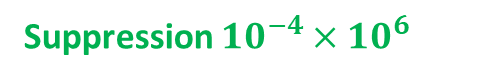 Suppression 10⁻⁴ × 10⁶